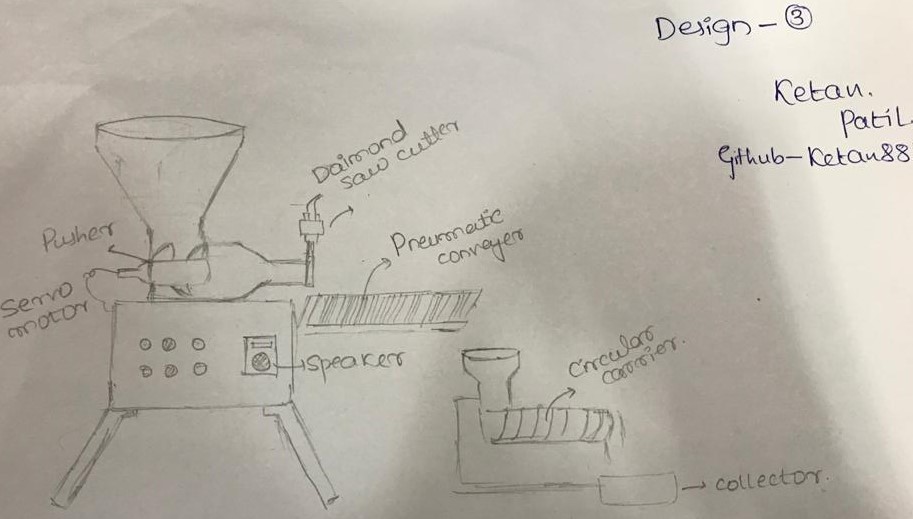 Design - ③
Ketan.
Patil.
Github-Ketan88
Daimond
saw cutter
Pusher
Pneumatic
conveyer
Servo
motor
speaker
Circular
carrier.
collector.